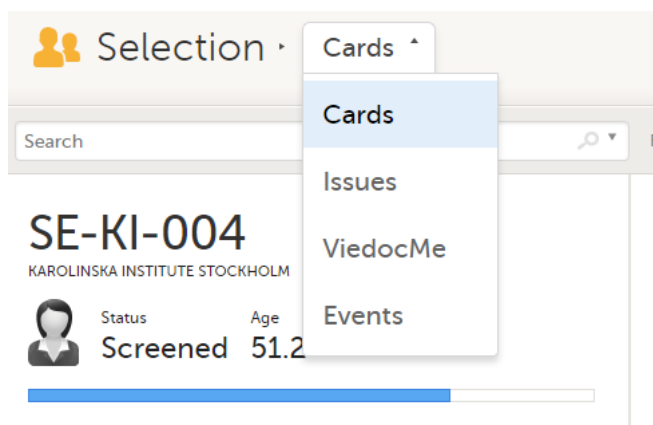 Selection
Cards
Cards
Search
Issues
ViedocMe
Events
SE-KI-004
KAROLINSKA INSTITUTE STOCKHOLM
Status Age
Screened 51.2